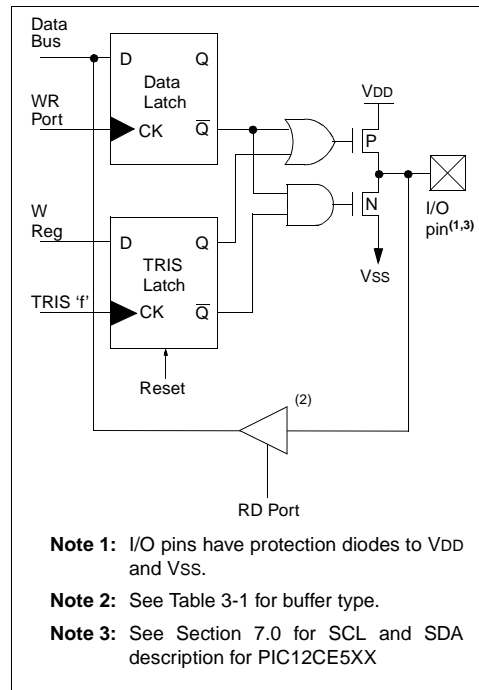 Data
Bus
D
Q
Data
Latch
VDD
WR
Port
CK
Q
P
N
I/O
pin(1,3)
W
Reg
D
Q
TRIS
Latch
VSS
TRIS 'f'
CK
Q
Reset
(2)
RD Port
Note 1: I/O pins have protection diodes to VDD
and VSS.
Note 2: See Table 3-1 for buffer type.
Note 3: See Section 7.0 for SCL and SDA
description for PIC12CE5XX